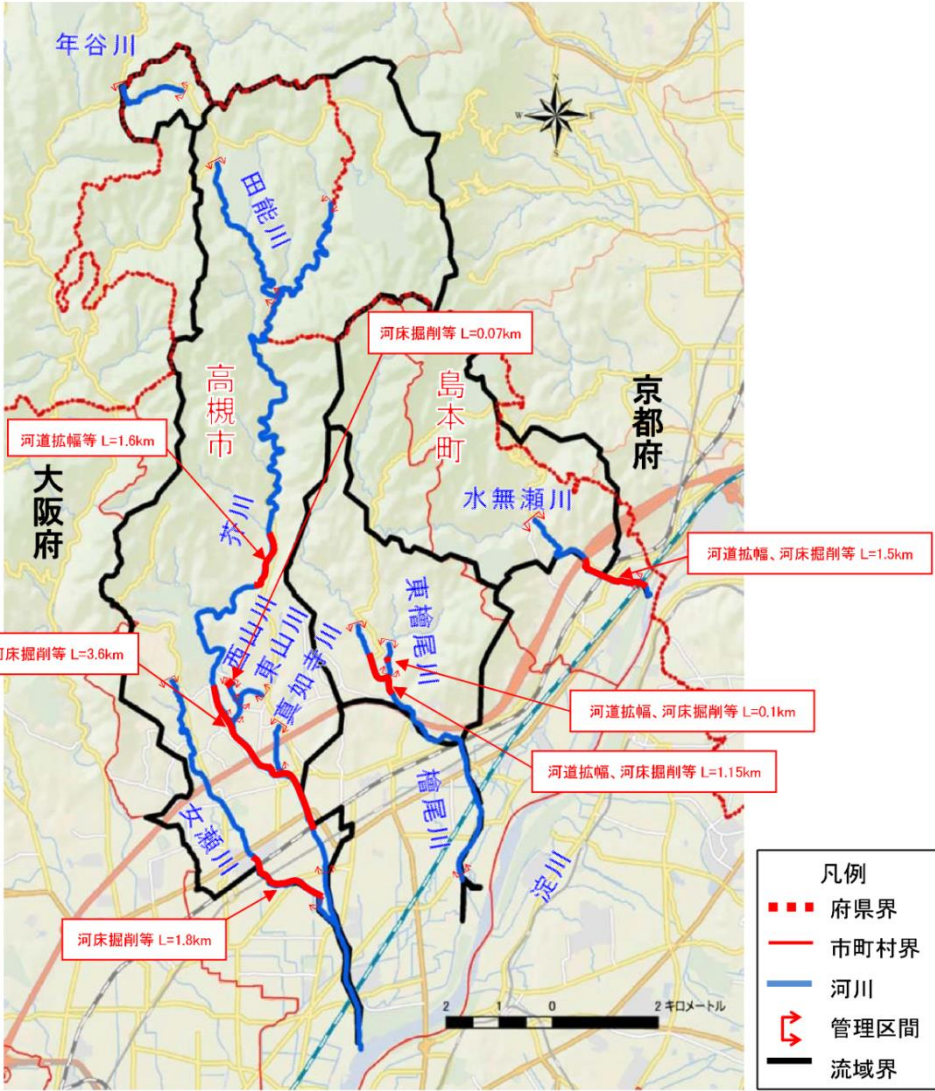 年谷川
N
W
E
S
田能川
河床掘削等 L=0.07km
高槻市
島本町
京都府
河道拡幅等 L=1.6km
大阪府
芥川
水無瀬川
河道拡幅、河床掘削等 L=1.5km
東檜尾川
西山川
東山川
真如寺川
床掘削等 L=3.6km
河道拡幅、河床掘削等 L=0.1km
河道拡幅、河床掘削等 L=1.15km
女瀬川
檜尾川
淀川
河床掘削等 L=1.8km
2 1 0 2 キロメートル
凡例
府県界
市町村界
河川
管理区間
流域界